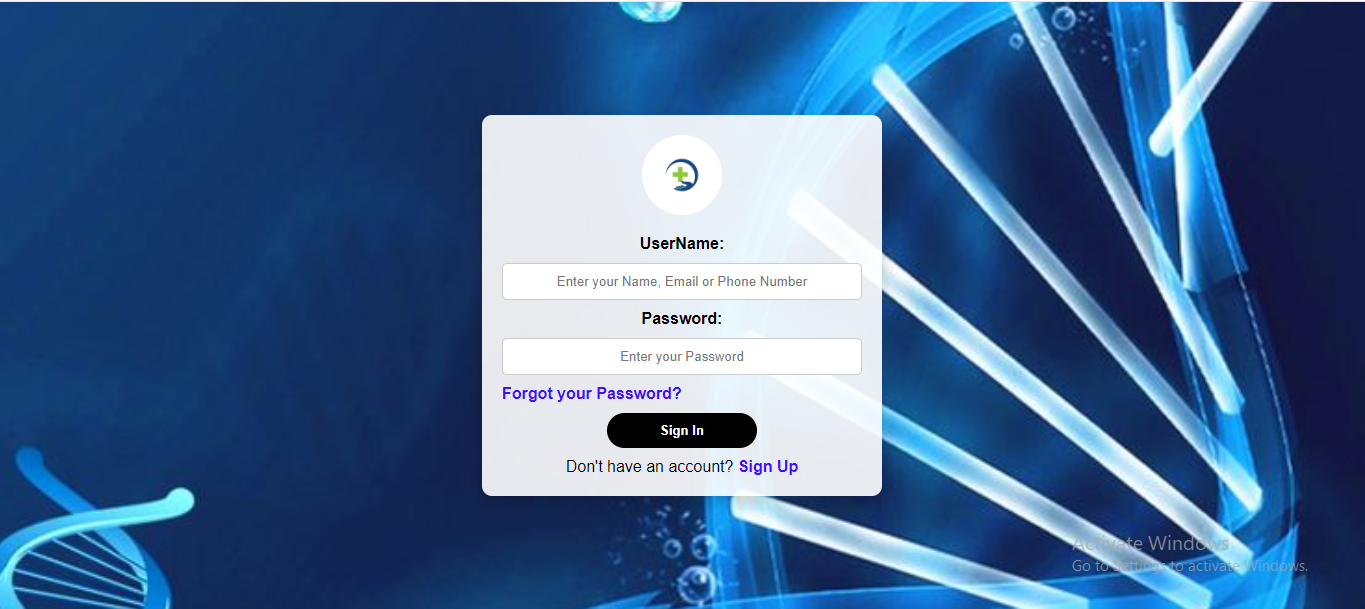 UserName:
Enter your Name, Email or Phone Number
Password:
Enter your Password
Forgot your Password?
Sign In
Don't have an account? Sign Up
Activate Windows
Go to Settings to activate Windows.